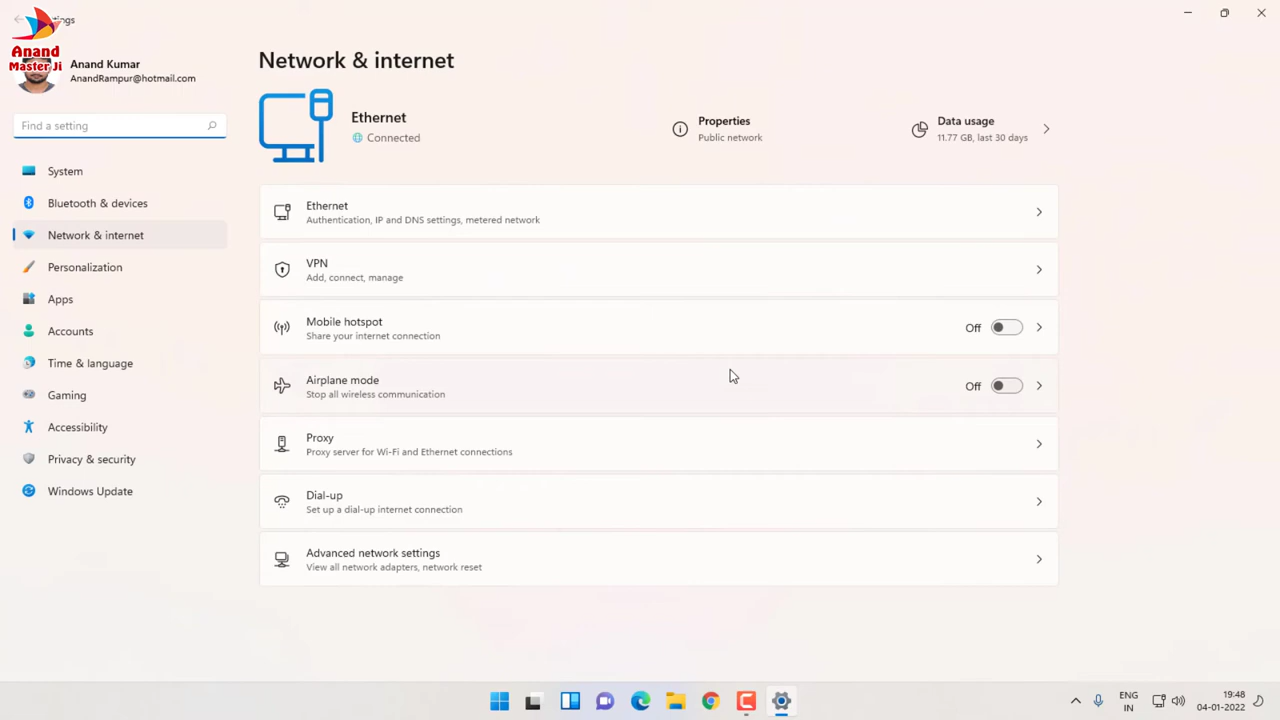 ttings
Anand
Master Ji
Anand Kumar
AnandRampur@hotmail.com
Find a setting
System
Bluetooth & devices
Network & internet
Personalization
Apps
Accounts
Time & language
Gaming
Accessibility
Privacy & security
Windows Update
Network & internet
Ethernet
Connected
Properties
Public network
Data usage
11.77 GB, last 30 days
Ethernet
Authentication, IP and DNS settings, metered network
VPN
Add, connect, manage
Mobile hotspot
Share your internet connection
Off
Airplane mode
Stop all wireless communication
Off
Proxy
Proxy server for Wi-Fi and Ethernet connections
Dial-up
Set up a dial-up internet connection
Advanced network settings
View all network adapters, network reset
ENG
IN
19:48
04-01-2022